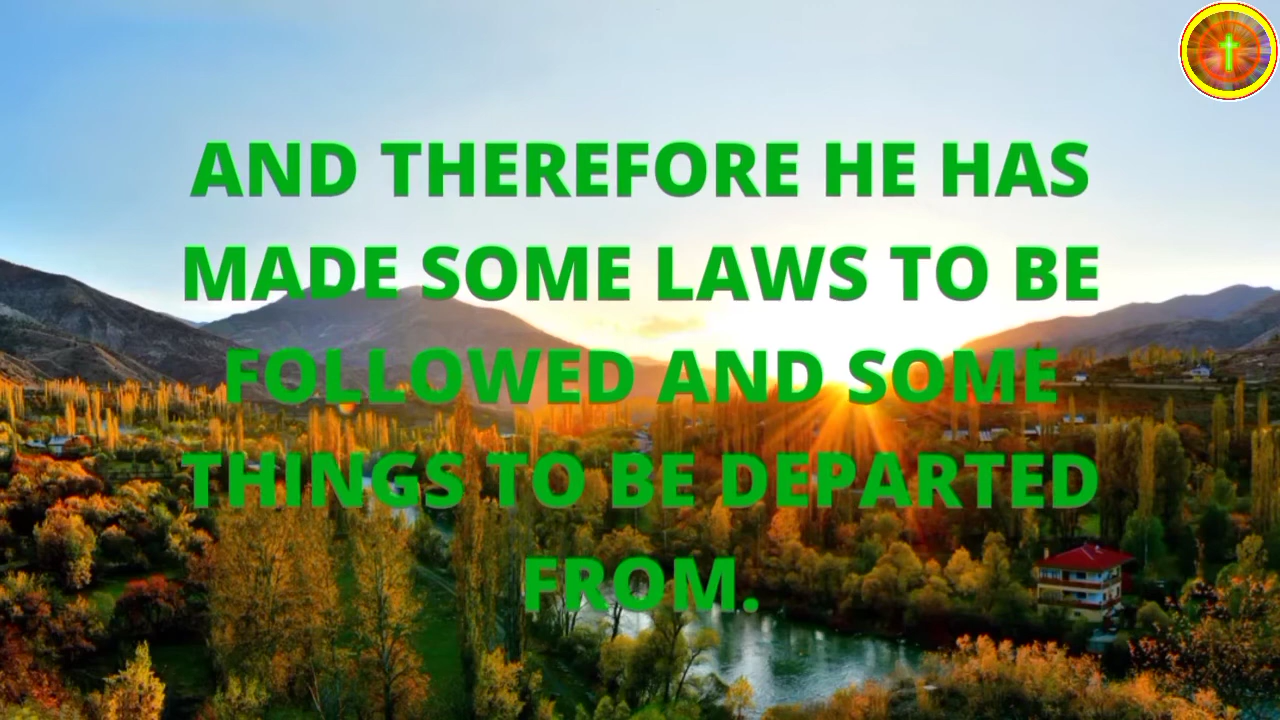 AND THEREFORE HE HAS
MADE SOME LAWS TO BE
FOLLOWED AND SOME
THINGS TO BE DEPARTED
FROM.